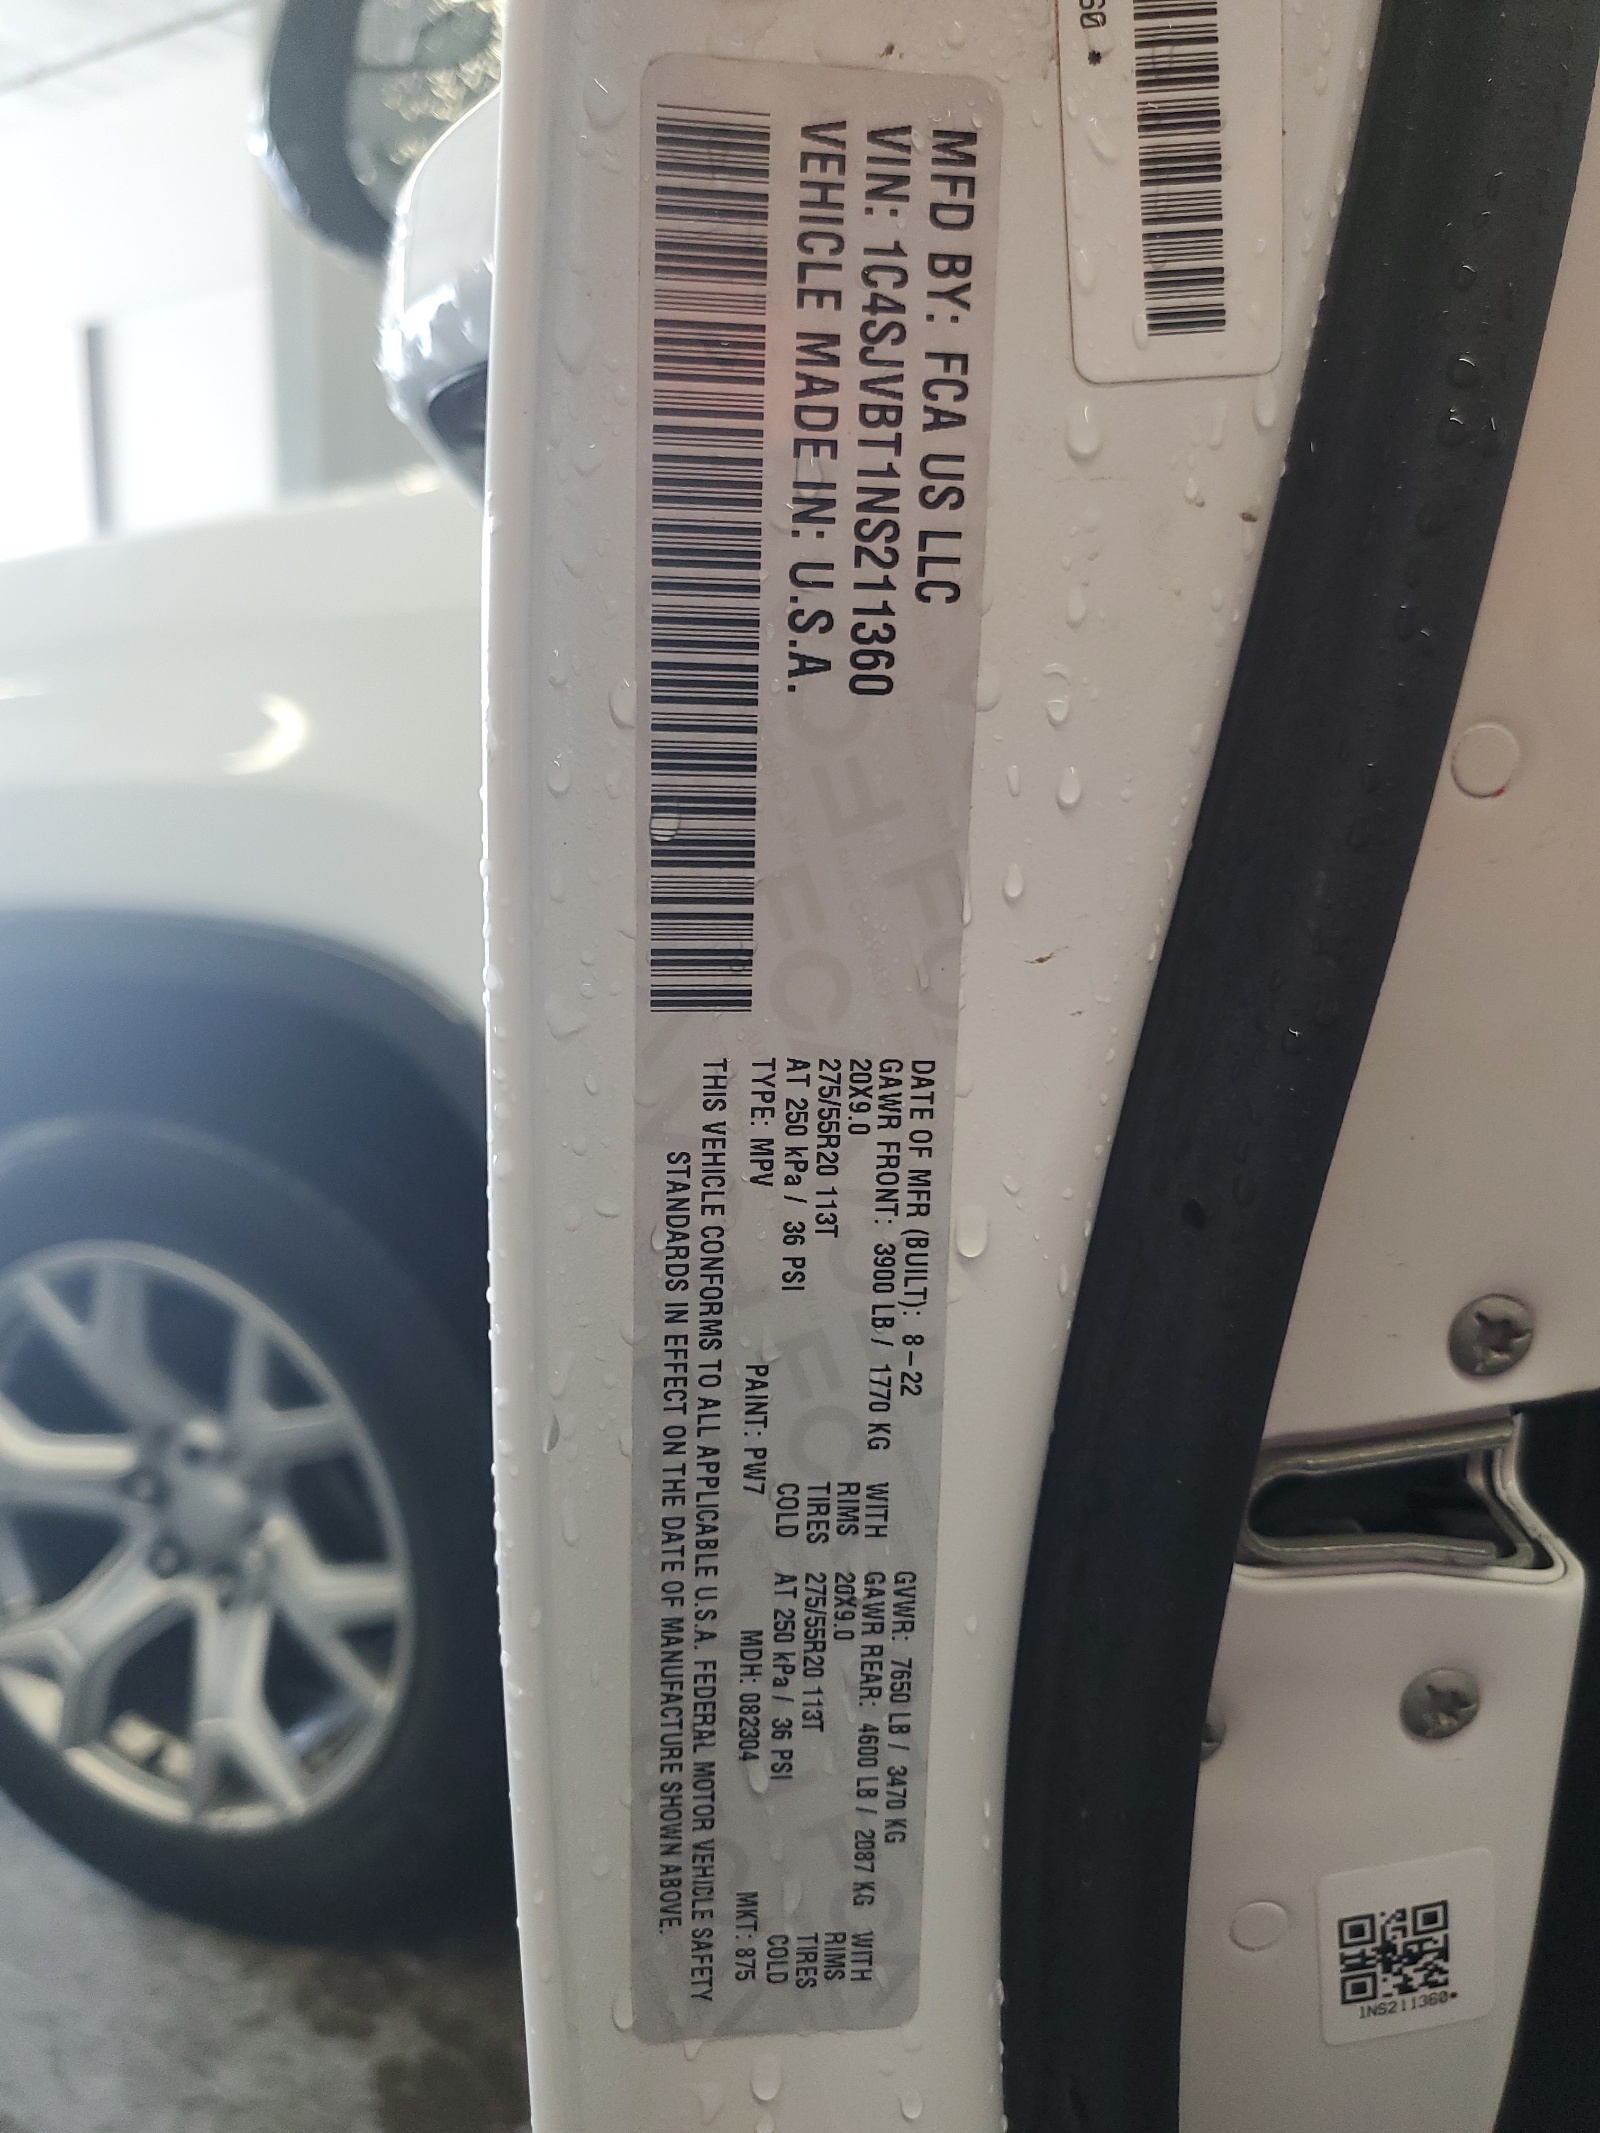 MFD BY: FCA US LLC
VIN: 1C4SJVBT1NS211360
VEHICLE MADE IN: U.S.A.
DATE OF MFR (BUILT): 8-22 GVWR: 7650 LB / 3470 KG
GAWR FRONT: 3900 LB / 1770 KG WITH GAWR REAR: 4600 LB / 2087 KG WITH
20X9.0 RIMS 20X9.0 RIMS
275/55R20 113T TIRES 275/55R20 113T TIRES
AT 250 kPa / 36 PSI COLD AT 250 kPa / 36 PSI COLD
TYPE: MPV PAINT: PW7 MDH: 082304 MKT: 875
THIS VEHICLE CONFORMS TO ALL APPLICABLE U.S.A. FEDERAL MOTOR VEHICLE SAFETY
STANDARDS IN EFFECT ON THE DATE OF MANUFACTURE SHOWN ABOVE.
60 *
1NS211360*